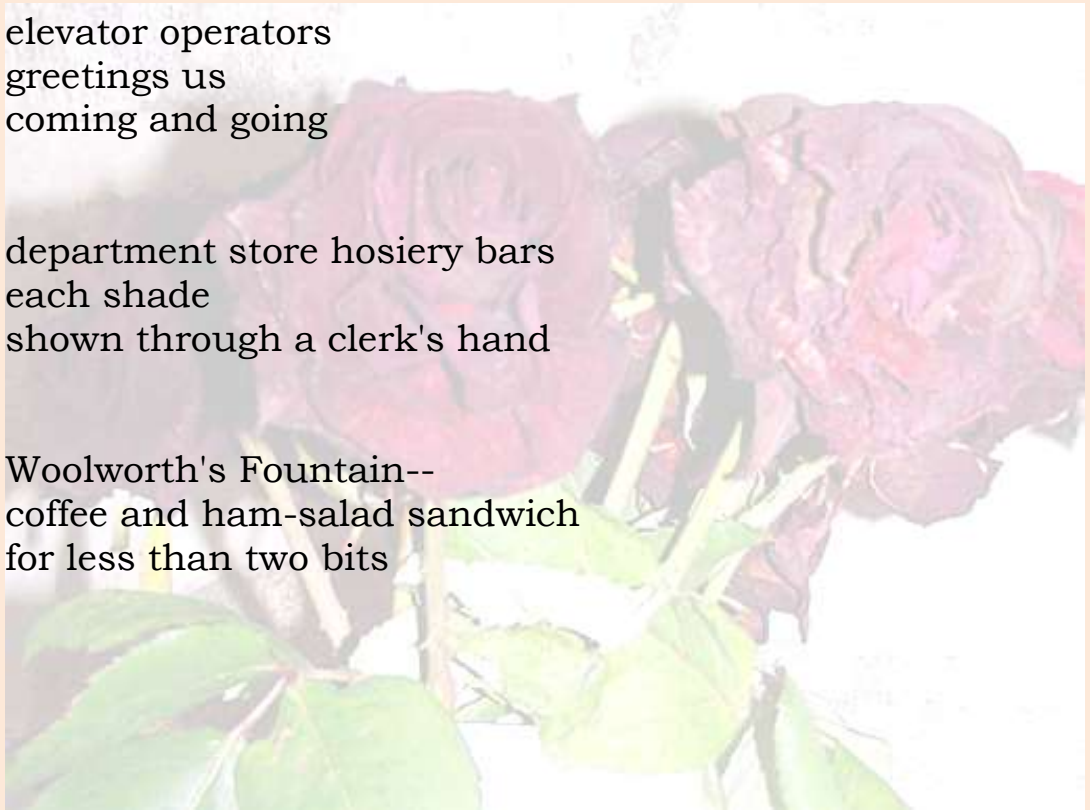 elevator operators
greetings us
coming and going
department store hosiery bars
each shade
shown through a clerk's hand
Woolworth's Fountain--
coffee and ham-salad sandwich
for less than two bits